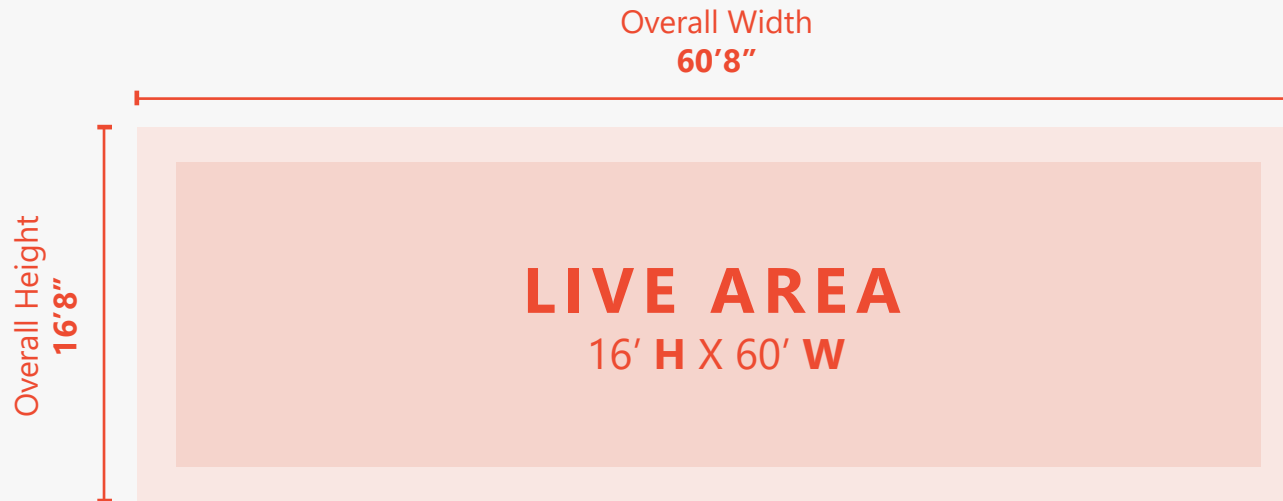 Overall Width
60’8”
Overall Height
16’8”
LIVE AREA
16’ H X 60’ W